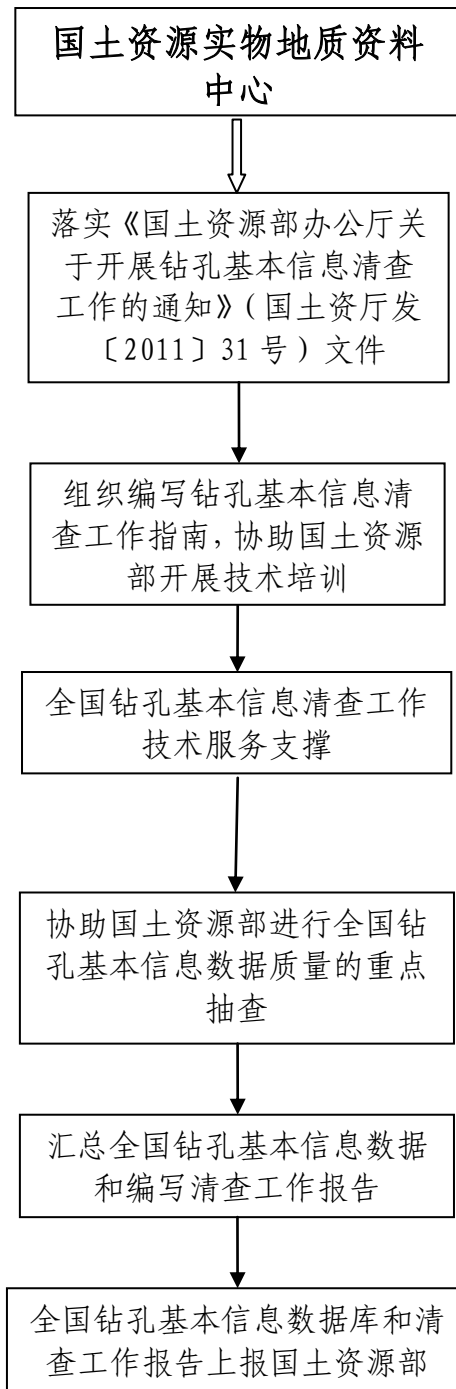 国土资源实物地质资料
中心
落实《国土资源部办公厅关
于开展钻孔基本信息清查
工作的通知》（国土资厅发
〔2011〕31 号）文件
组织编写钻孔基本信息清
查工作指南，协助国土资源
部开展技术培训
全国钻孔基本信息清查工作
技术服务支撑
协助国土资源部进行全国钻
孔基本信息数据质量的重点
抽查
汇总全国钻孔基本信息数据
和编写清查工作报告
全国钻孔基本信息数据库和清
查工作报告上报国土资源部